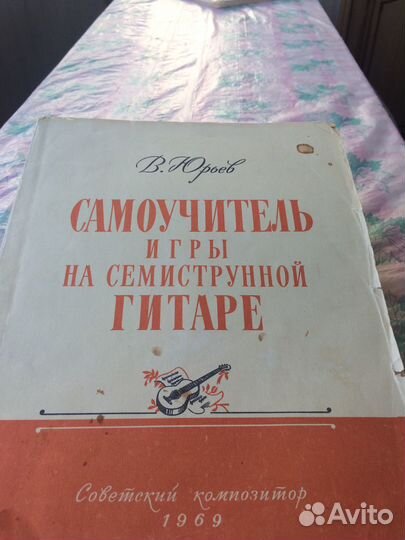 В. Юрьев
САМОУЧИТЕЛЬ
ИГРЫ
НА СЕМИСТРУННОЙ
ГИТАРЕ
Советский композитор
1969
Avito